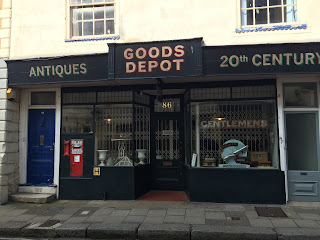 ANTIQUES
GOODS
DEPOT
20th CENTURY
86
GENTLEMENS
H